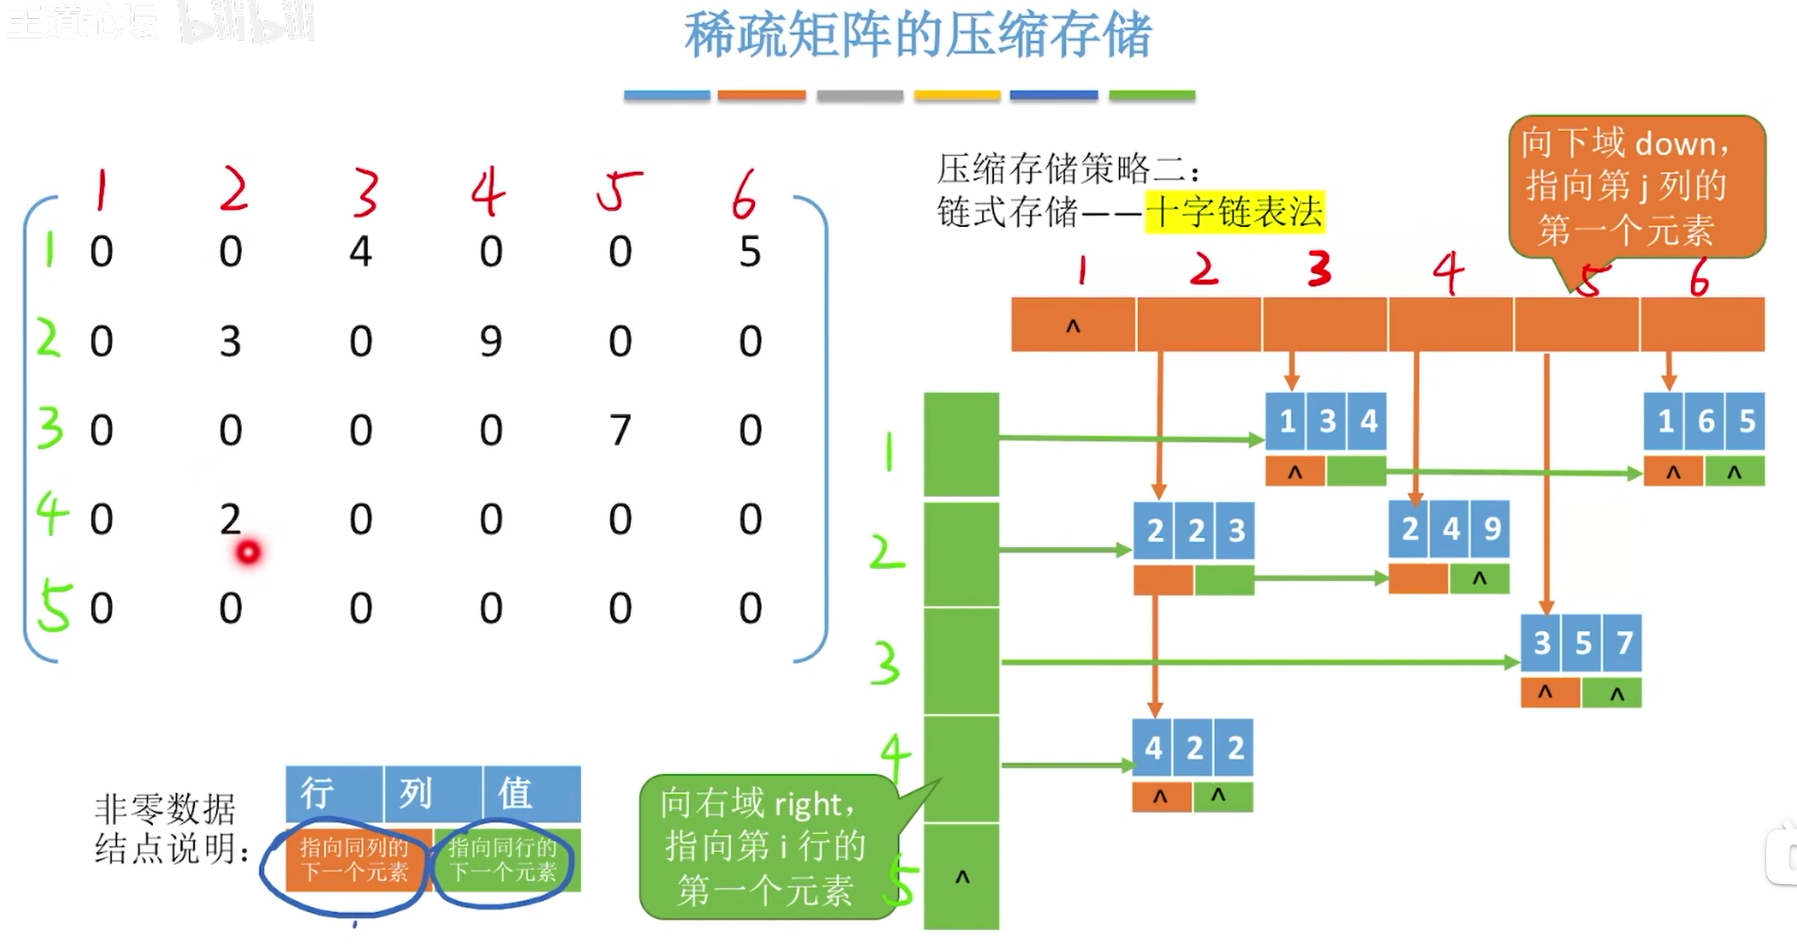 王道论坛 bilibili
稀疏矩阵的压缩存储
1 2 3 4 5 6
1 0 0 4 0 0 5
2 0 3 0 9 0 0
3 0 0 0 0 7 0
4 0 2 0 0 0 0
5 0 0 0 0 0 0
非零数据
结点说明：
行 列 值
指向同列的
下一个元素
指向同行的
下一个元素
压缩存储策略二：
链式存储——十字链表法
向下域 down，
指向第 j 列的
第一个元素
1 2 3 4 5 6
^
1
1 3 4
^
1 6 5
^ ^
2
2 2 3
2 4 9
^
3
3 5 7
^ ^
4
4 2 2
^ ^
向右域 right，
指向第 i 行的
第一个元素
5 ^